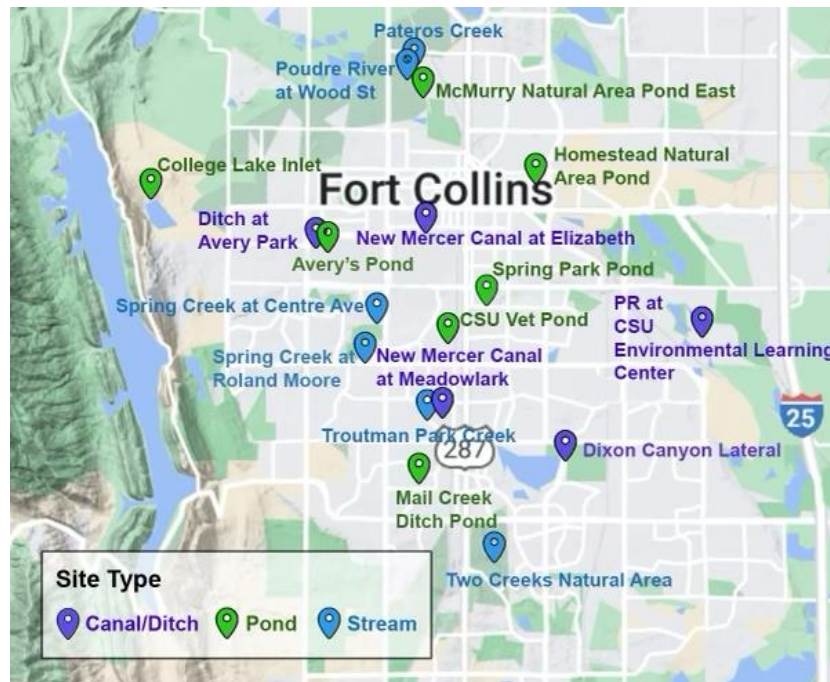 Pateros Creek
Poudre River
at Wood St
McMurry Natural Area Pond East
College Lake Inlet
Homestead Natural
Area Pond
Fort Collins
Ditch at
Avery Park
New Mercer Canal at Elizabeth
Avery's Pond
Spring Park Pond
Spring Creek at Centre Ave
CSU Vet Pond
PR at
CSU
Environmental Learning
Center
Spring Creek at
Roland Moore
New Mercer Canal
at Meadowlark
25
Troutman Park Creek
287
Dixon Canyon Lateral
Mail Creek
Ditch Pond
Two Creeks Natural Area
Site Type
Canal/Ditch
Pond
Stream